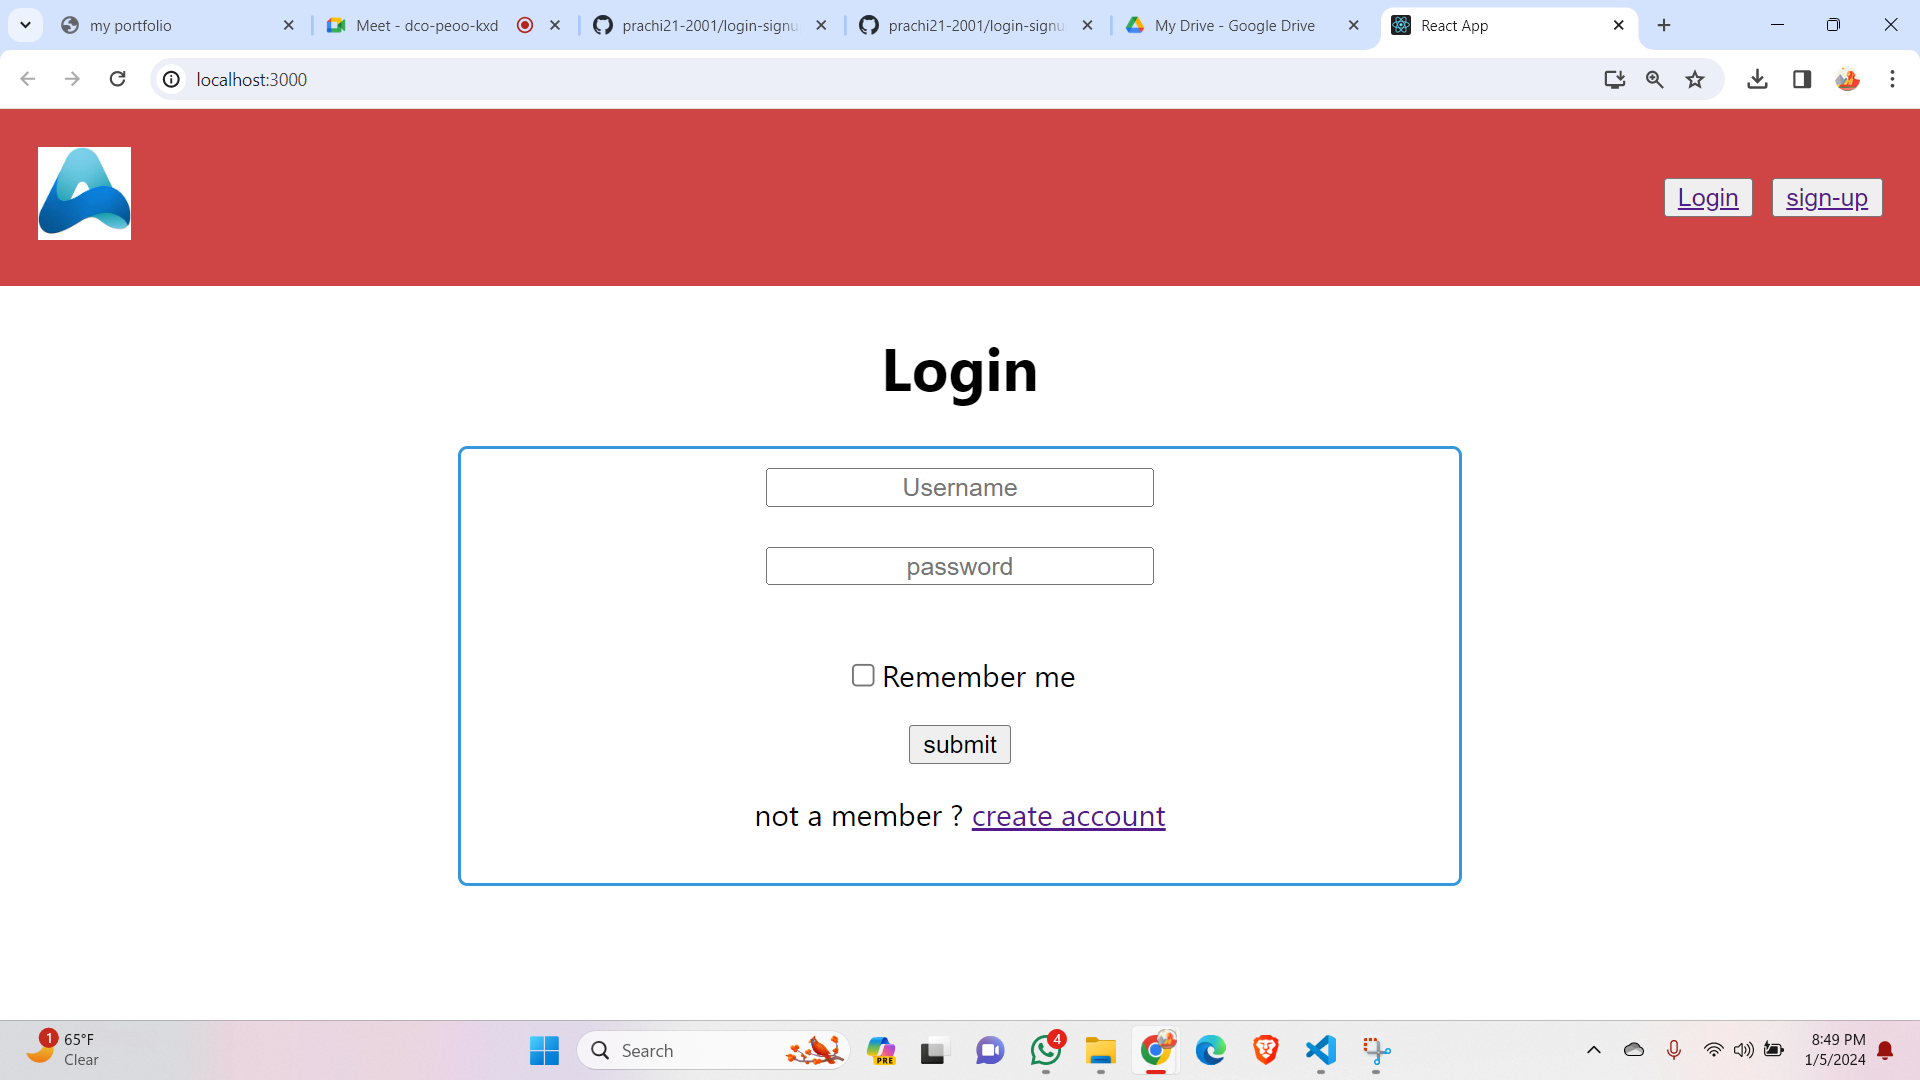 my portfolio
Meet - dco-peoo-kxd
prachi21-2001/login-signu
prachi21-2001/login-signu
My Drive - Google Drive
React App
localhost:3000
Login
sign-up
Login
Username
password
Remember me
submit
not a member ? create account
1
65°F
Clear
Search
PRE
4
8:49 PM
1/5/2024